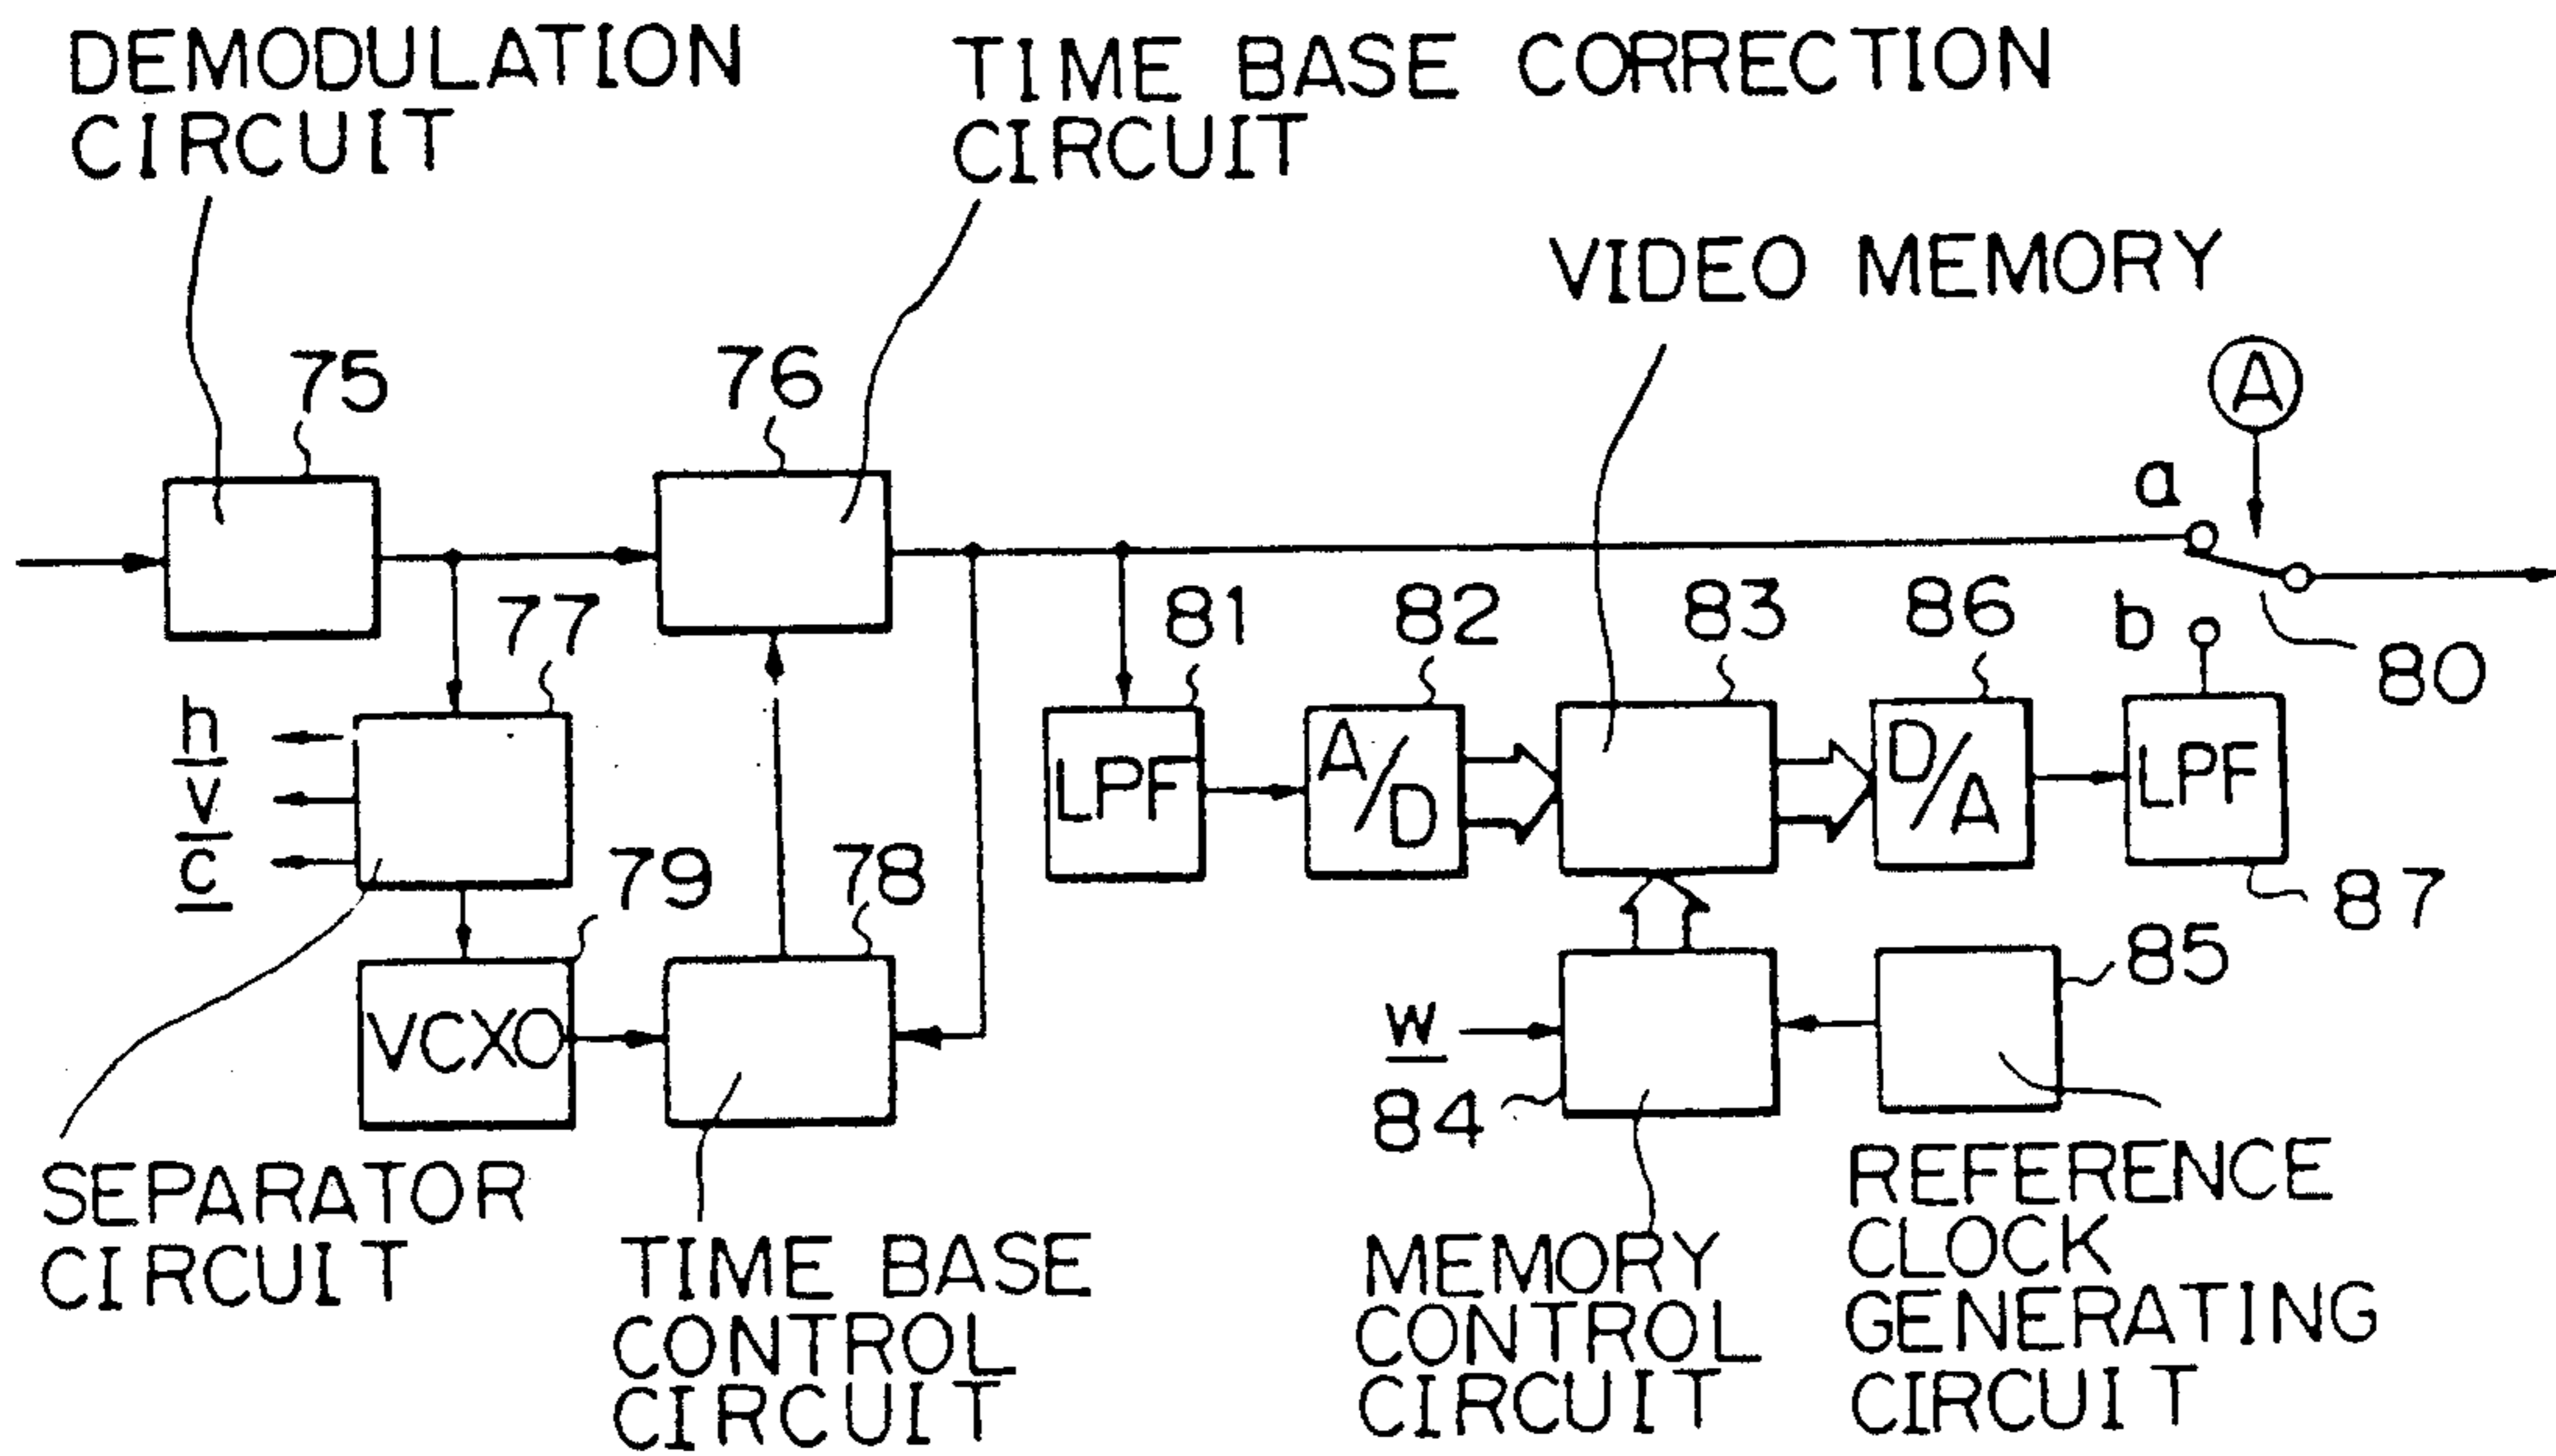 DEMODULATION
CIRCUIT
TIME BASE CORRECTION
CIRCUIT
VIDEO MEMORY
75
76
A
a
b
80
77
81
82
83
86
h
v
c
LPF
A/D
D/A
LPF
79
78
87
85
VCXO
w
84
SEPARATOR
CIRCUIT
TIME BASE
CONTROL
CIRCUIT
MEMORY
CONTROL
CIRCUIT
REFERENCE
CLOCK
GENERATING
CIRCUIT